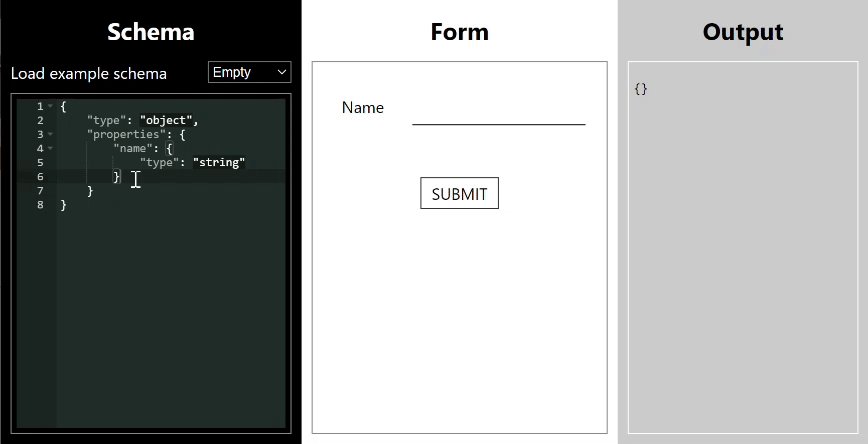 Schema
Load example schema
Empty
1 {
2 "type": "object",
3 "properties": {
4 "name": {
5 "type": "string"
6 }
7 }
8 }
Form
Name
SUBMIT
Output
{}